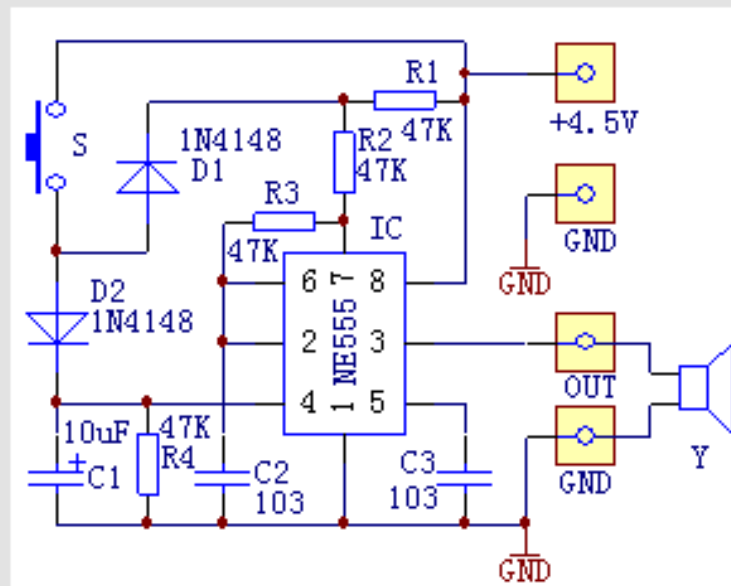 R1
47K
+4.5V
S
1N4148
D1
R2
47K
R3
47K
IC
GND
GND
D2
1N4148
6 7 8
2 NE555 3
4 1 5
OUT
10uF
+
C1
47K
R4
C2
103
C3
103
GND
Y
GND